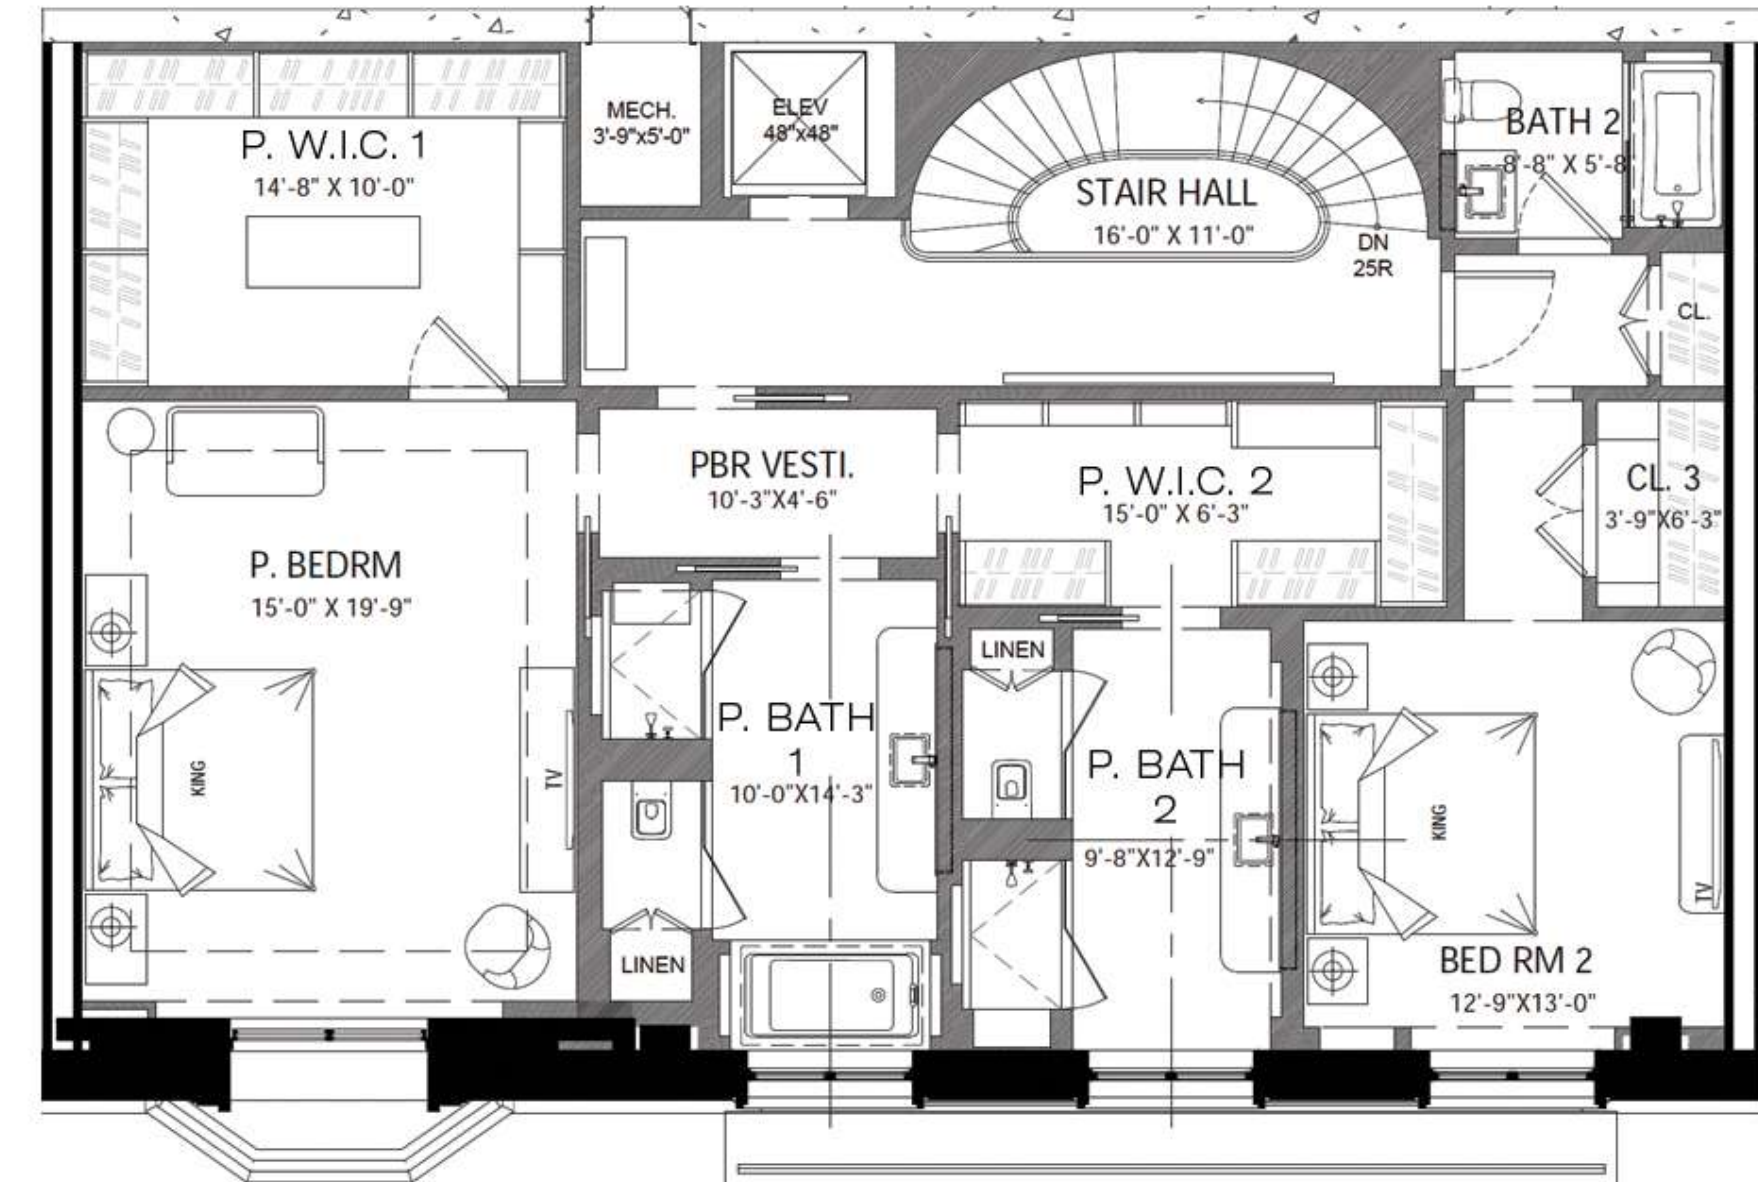 P. W.I.C. 1
14'-8" X 10'-0"
MECH.
3'-9"x5'-0"
ELEV
48"x48"
STAIR HALL
16'-0" X 11'-0"
DN
25R
BATH 2
8'-8" X 5'-8
CL.
PBR VESTI.
10'-3"X4'-6"
P. W.I.C. 2
15'-0" X 6'-3"
CL. 3
3'-9"X6'-3"
P. BEDRM
15'-0" X 19'-9"
KING
TV
P. BATH
1
10'-0"X14'-3"
LINEN
LINEN
P. BATH
2
9'-8"X12'-9"
KING
TV
BED RM 2
12'-9"X13'-0"